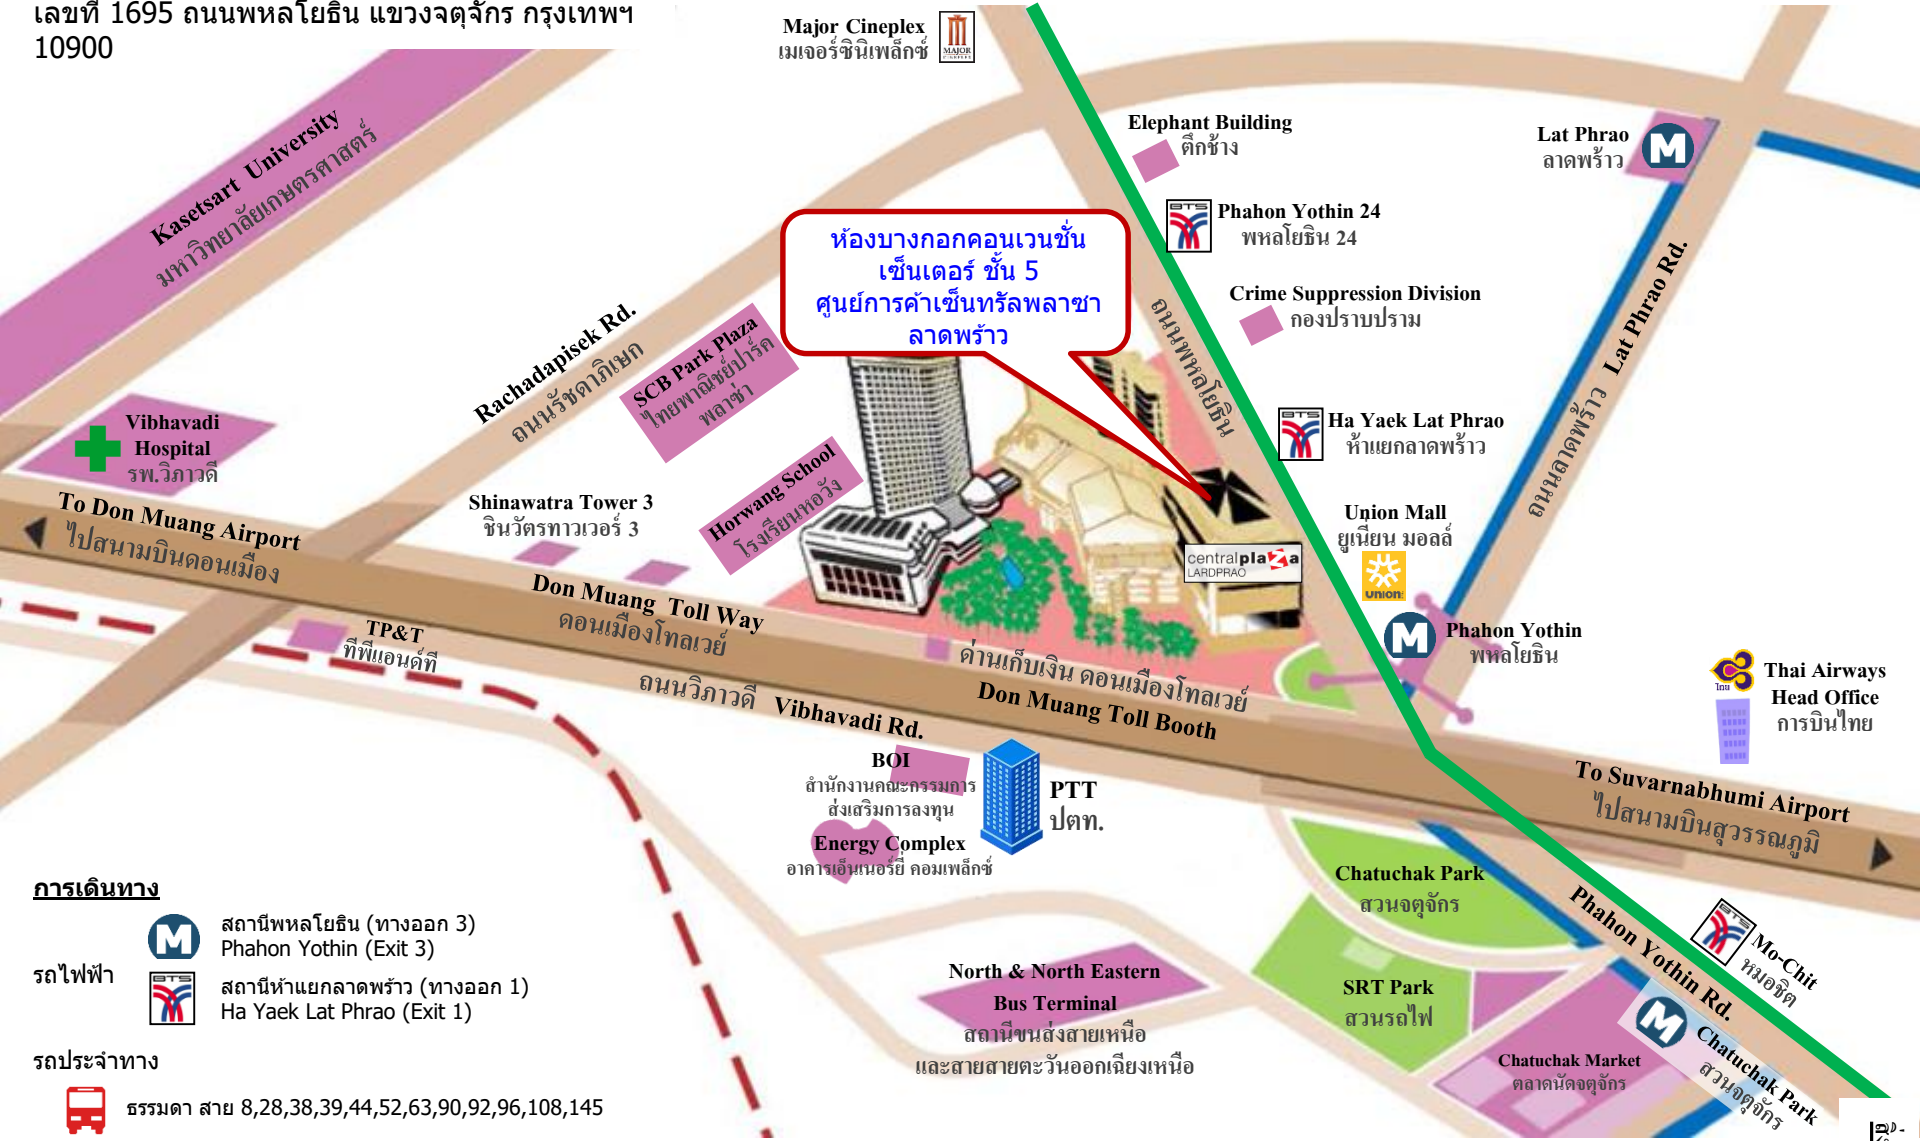 เลขที่ 1695 ถนนพหลโยธิน แขวงจตุจักร กรุงเทพฯ
10900
Major Cineplex
เมเจอร์ซินีเพล็กซ์
MAJOR
Kasetsart University
มหาวิทยาลัยเกษตรศาสตร์
Elephant Building
ตึกช้าง
Lat Phrao
ลาดพร้าว
M
BTS
Phahon Yothin 24
พหลโยธิน 24
ห้องบางกอกคอนเวนชั่น
เซ็นเตอร์ ชั้น 5
ศูนย์การค้าเซ็นทรัลพลาซา
ลาดพร้าว
Crime Suppression Division
กองปราบปราม
ถนนพหลโยธิน
Lat Phrao Rd.
ถนนลาดพร้าว
Rachadapisek Rd.
ถนนรัชดาภิเษก
SCB Park Plaza
ไทยพาณิชย์ปาร์ค
พลาซ่า
Vibhavadi
Hospital
รพ.วิภาวดี
BTS
Ha Yaek Lat Phrao
ห้าแยกลาดพร้าว
Horwang School
โรงเรียนหอวัง
Shinawatra Tower 3
ชินวัตรทาวเวอร์ 3
Union Mall
ยูเนี่ยน มอลล์
UNION
centralplaza
LARDPRAO
To Don Muang Airport
ไปสนามบินดอนเมือง
Don Muang Toll Way
ดอนเมืองโทลเวย์
TP&T
ทีพีแอนด์ที
M
Phahon Yothin
พหลโยธิน
ด่านเก็บเงิน ดอนเมืองโทลเวย์
Don Muang Toll Booth
ถนนวิภาวดี Vibhavadi Rd.
ไทย
Thai Airways
Head Office
การบินไทย
BOI
สำนักงานคณะกรรมการ
ส่งเสริมการลงทุน
PTT
ปตท.
To Suvarnabhumi Airport
ไปสนามบินสุวรรณภูมิ
Energy Complex
อาคารเอ็นเนอร์ยี่ คอมเพล็กซ์
Chatuchak Park
สวนจตุจักร
Phahon Yothin Rd.
BTS
Mo-Chit
หมอชิต
North & North Eastern
Bus Terminal
สถานีขนส่งสายเหนือ
และสายสายตะวันออกเฉียงเหนือ
SRT Park
สวนรถไฟ
M
Chatuchak Park
สวนจตุจักร
Chatuchak Market
ตลาดนัดจตุจักร
การเดินทาง
M
สถานีพหลโยธิน (ทางออก 3)
Phahon Yothin (Exit 3)
รถไฟฟ้า
BTS
สถานีห้าแยกลาดพร้าว (ทางออก 1)
Ha Yaek Lat Phrao (Exit 1)
รถประจำทาง
ธรรมดา สาย 8,28,38,39,44,52,63,90,92,96,108,145